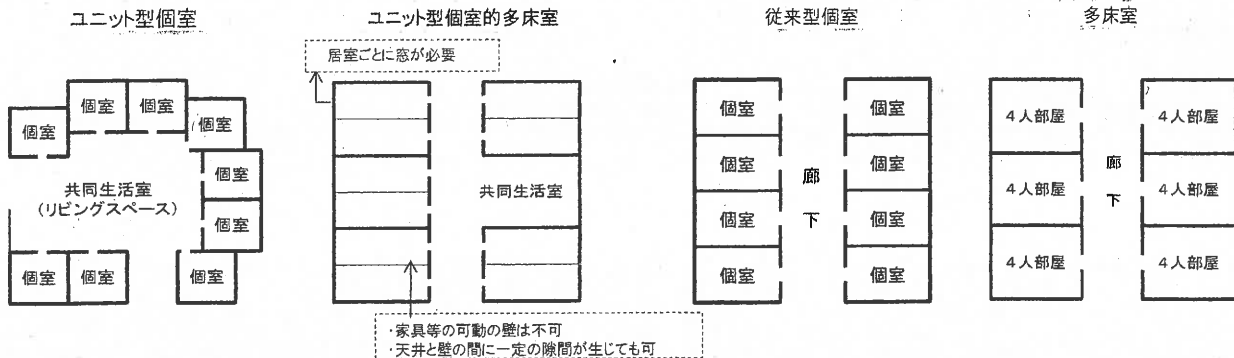 ユニット型個室
居室ごとに窓が必要
個室
個室
個室
個室
個室
個室
共同生活室
(リビングスペース)
個室
個室
個室
ユニット型個室的多床室
共同生活室
・家具等の可動の壁は不可
・天井と壁の間に一定の隙間が生じても可
従来型個室
個室
個室
個室
個室
廊
下
個室
個室
個室
個室
多床室
4人部屋
4人部屋
4人部屋
廊
下
4人部屋
4人部屋
4人部屋